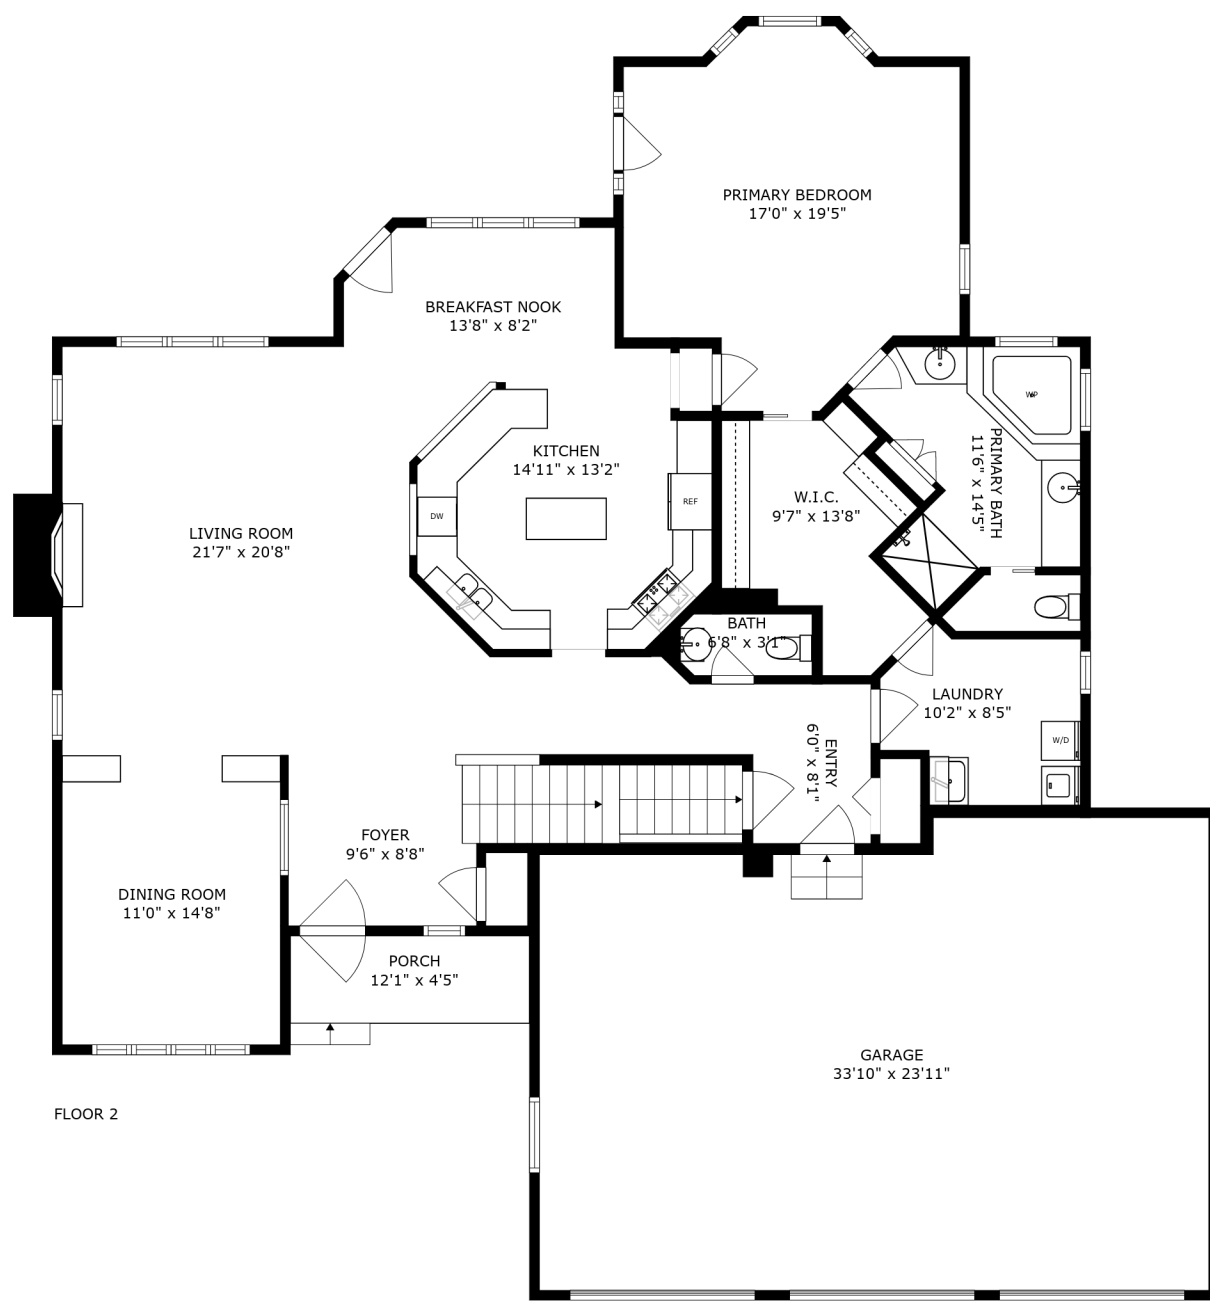 PRIMARY BEDROOM
17'0" x 19'5"
BREAKFAST NOOK
13'8" x 8'2"
WP
KITCHEN
14'11" x 13'2"
PRIMARY BATH
11'6" x 14'5"
W.I.C.
9'7" x 13'8"
REF
DW
LIVING ROOM
21'7" x 20'8"
BATH
6'8" x 3'1"
LAUNDRY
10'2" x 8'5"
W/D
ENTRY
6'0" x 8'1"
FOYER
9'6" x 8'8"
DINING ROOM
11'0" x 14'8"
PORCH
12'1" x 4'5"
GARAGE
33'10" x 23'11"
FLOOR 2